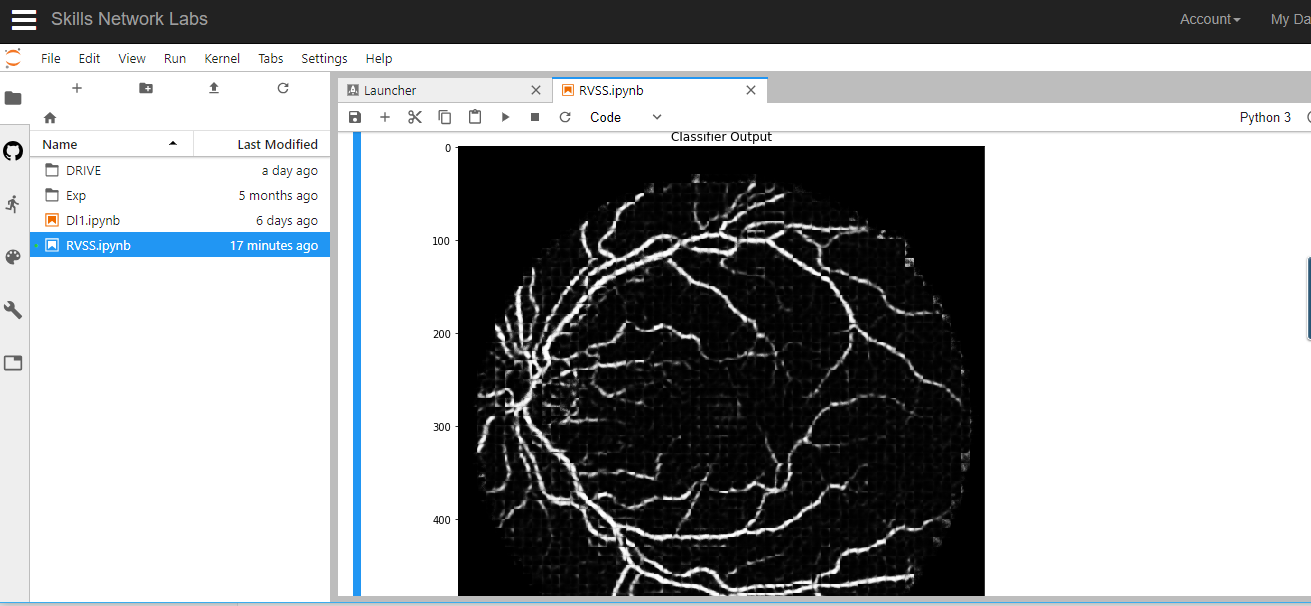 Skills Network Labs
Account
My Da
File Edit View Run Kernel Tabs Settings Help
Launcher
RVSS.ipynb
Code
Python 3
Name Last Modified
DRIVE a day ago
Exp 5 months ago
Dl1.ipynb 6 days ago
RVSS.ipynb 17 minutes ago
Classifier Output
0
100
200
300
400